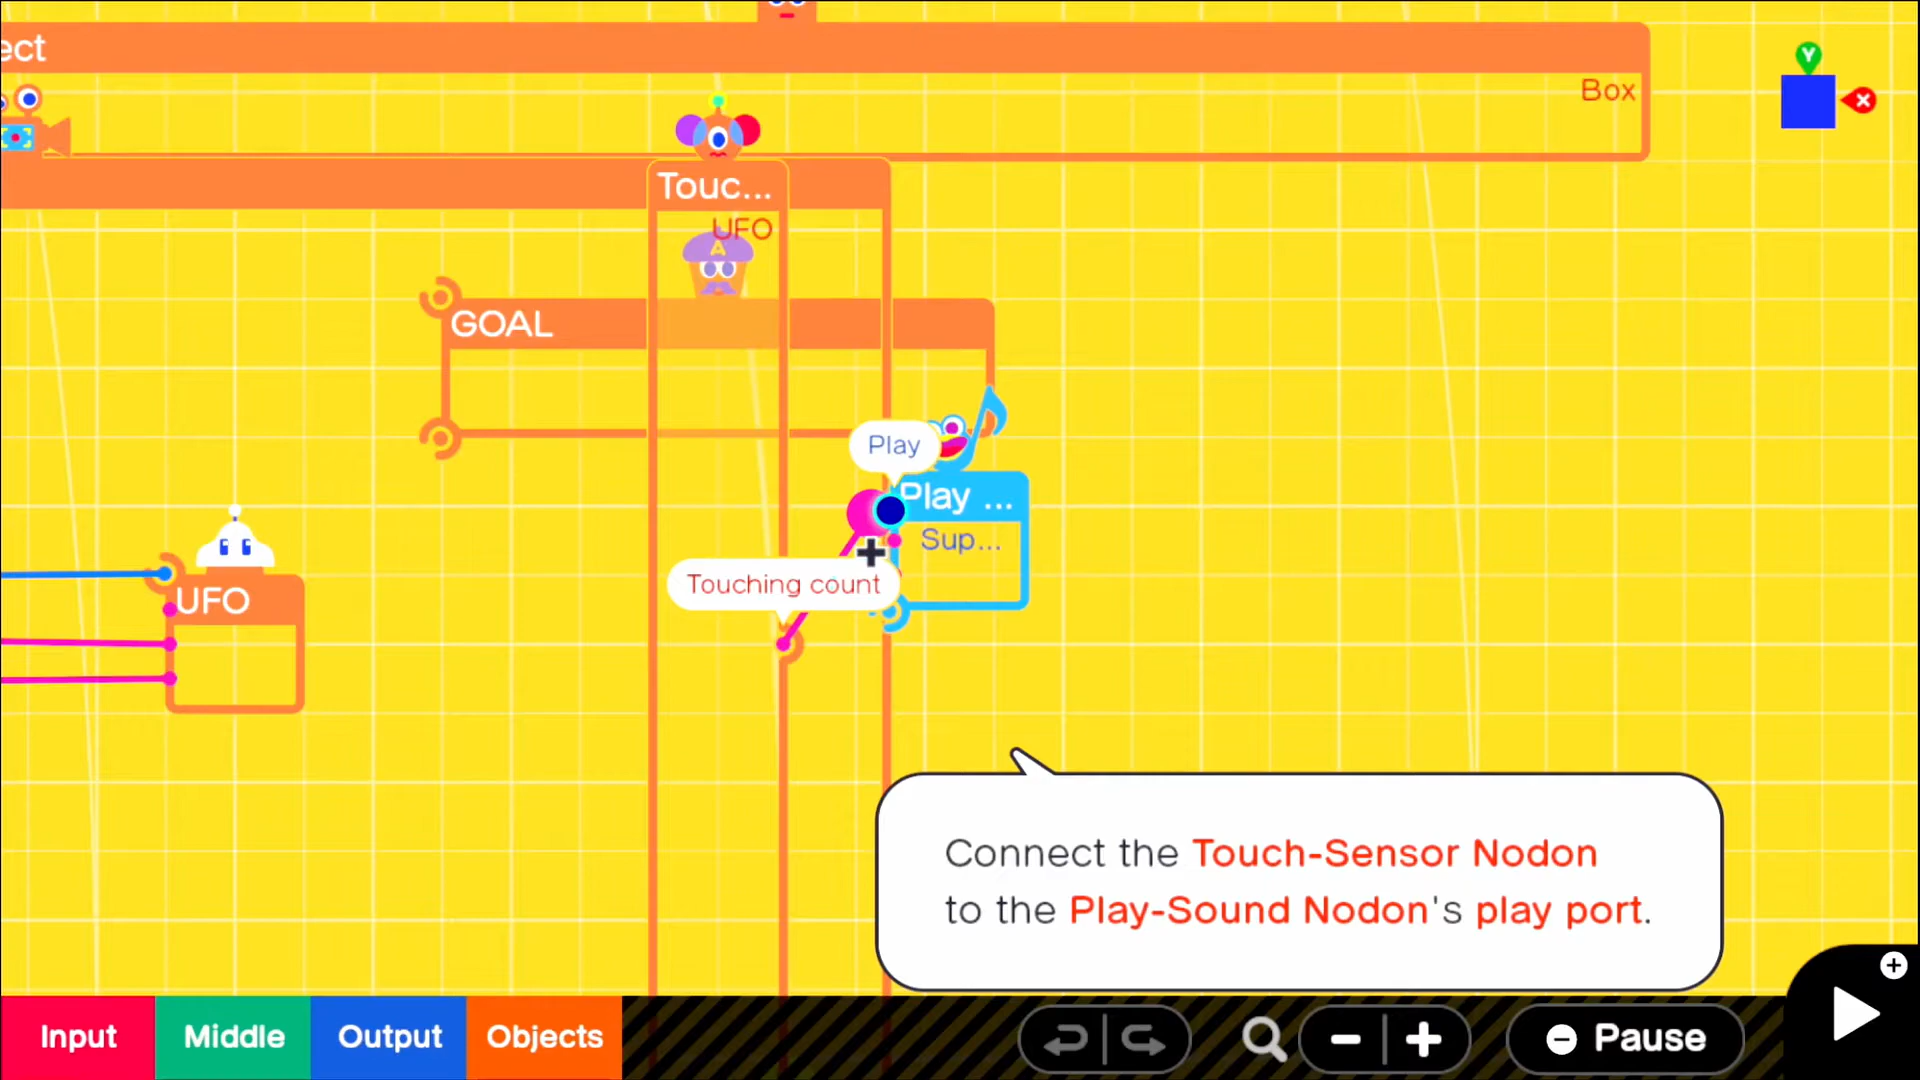 ect
Y
Box
X
Touc...
UFO
A
GOAL
Play
Play ...
Sup...
Touching count
UFO
Connect the Touch-Sensor Nodon
to the Play-Sound Nodon's play port.
Input
Middle
Output
Objects
Pause